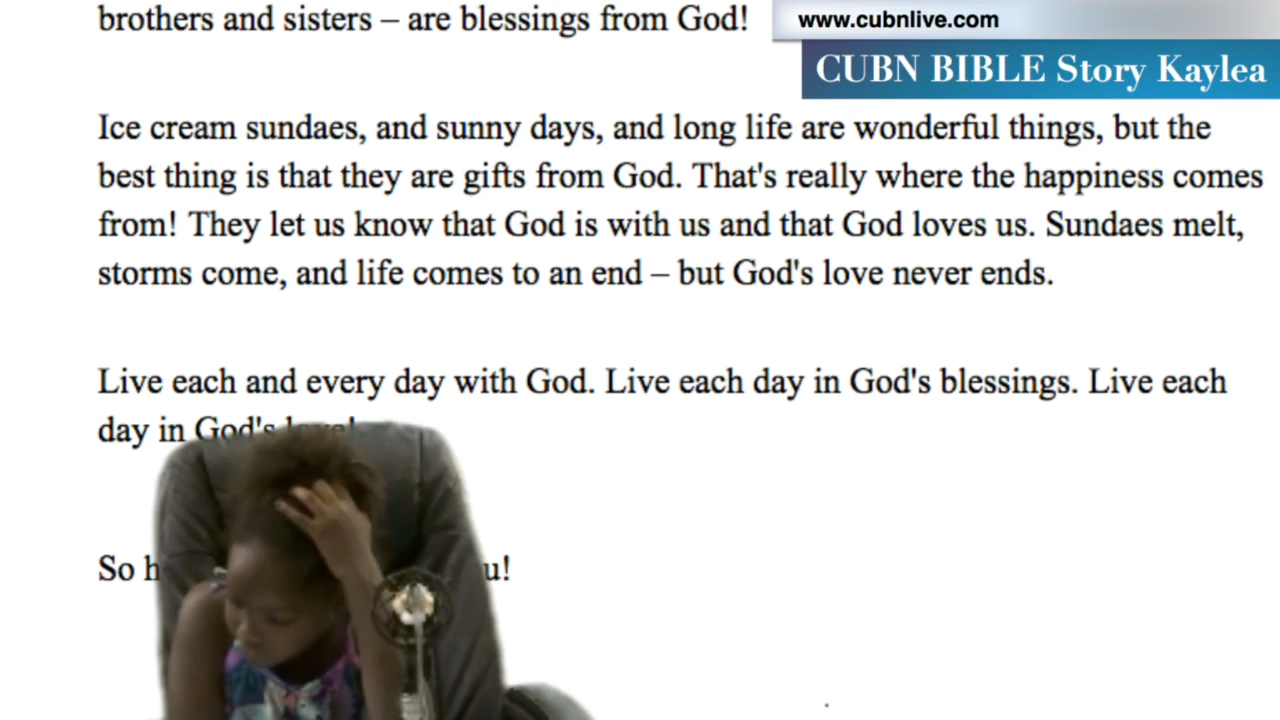 brothers and sisters – are blessings from God!
www.cubnlive.com
CUBN BIBLE Story Kaylea
Ice cream sundaes, and sunny days, and long life are wonderful things, but the
best thing is that they are gifts from God. That's really where the happiness comes
from! They let us know that God is with us and that God loves us. Sundaes melt,
storms come, and life comes to an end – but God's love never ends.
Live each and every day with God. Live each day in God's blessings. Live each
day in God's love!
So